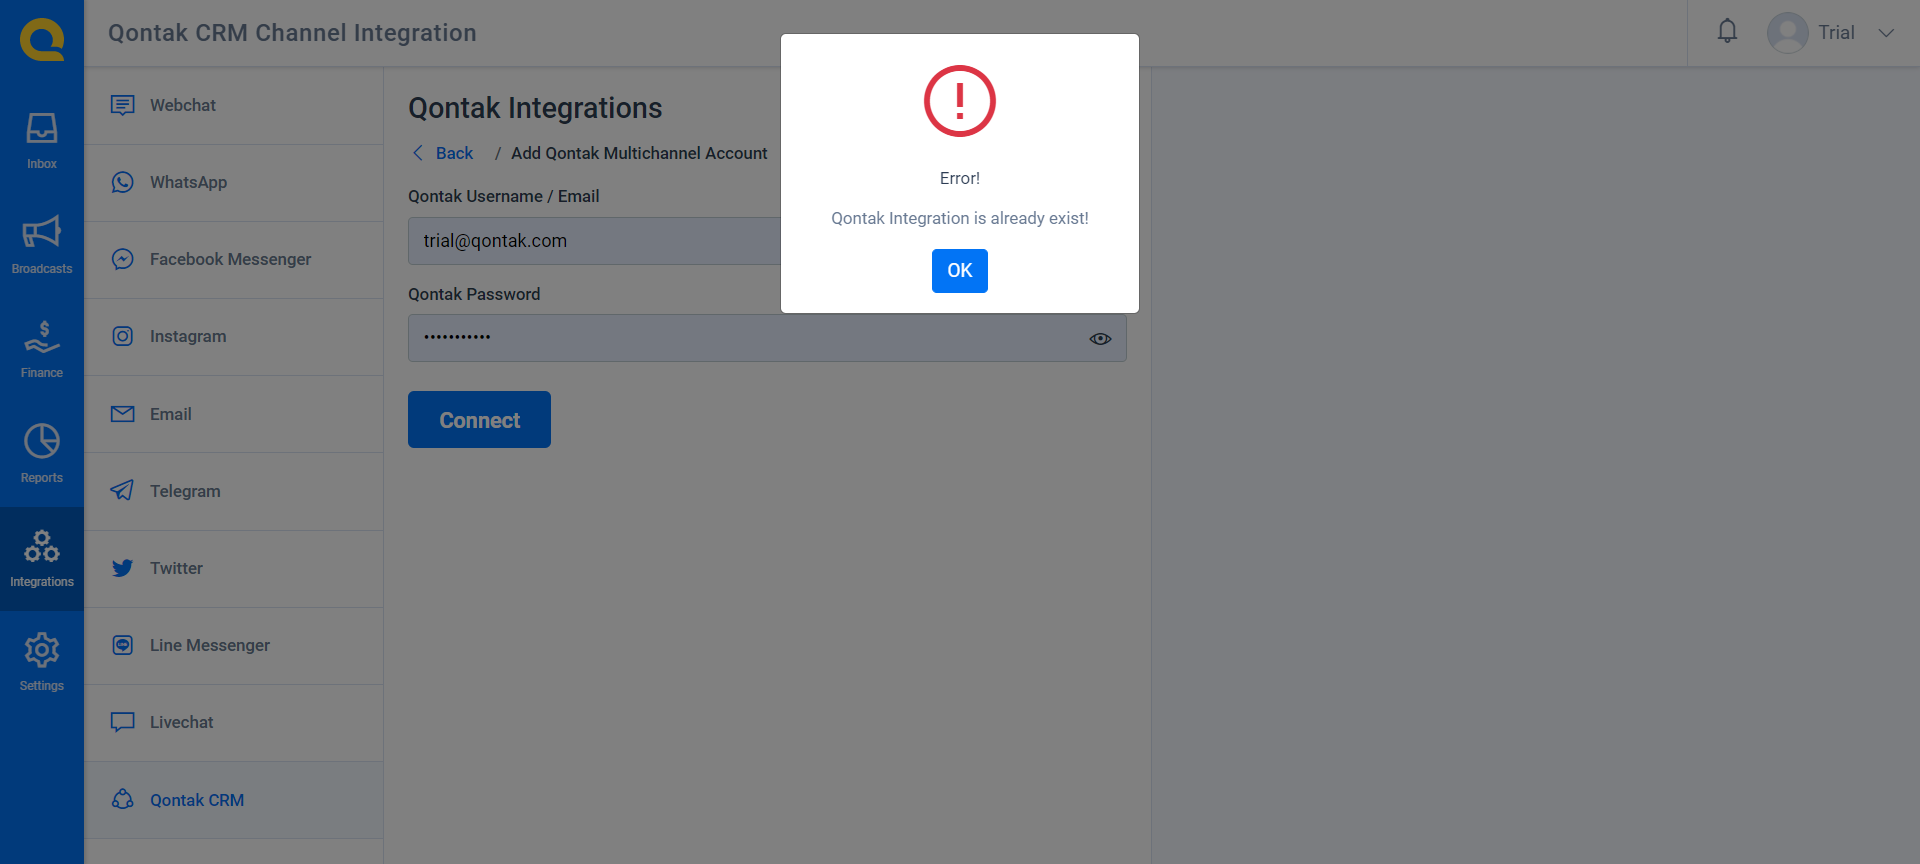 Qontak CRM Channel Integration
Trial
Inbox
Broadcasts
Finance
Reports
Integrations
Settings
Webchat
WhatsApp
Facebook Messenger
Instagram
Email
Telegram
Twitter
Line Messenger
Livechat
Qontak CRM
Qontak Integrations
Back / Add Qontak Multichannel Account
Qontak Username / Email
trial@qontak.com
Qontak Password
•••••••••••
Connect
!
Error!
Qontak Integration is already exist!
OK